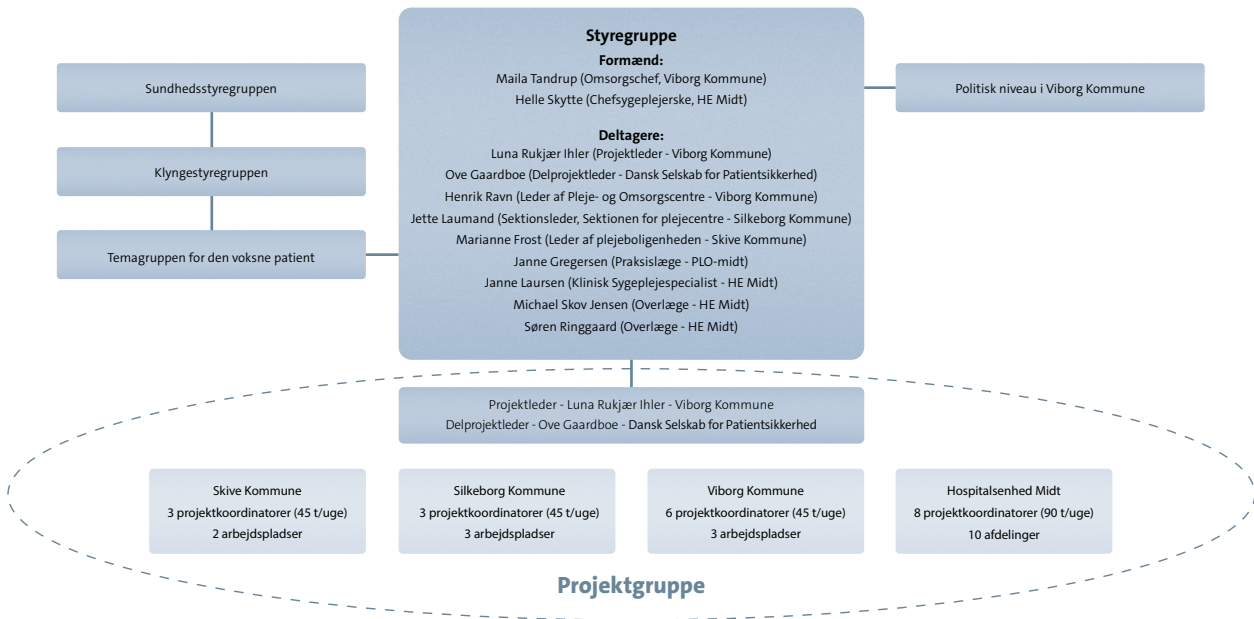 Sundhedsstyregruppen
Klyngestyregruppen
Temagruppen for den voksne patient
Styregruppe
Formænd:
Maila Tandrup (Omsorgschef, Viborg Kommune)
Helle Skytte (Chefsygeplejerske, HE Midt)
Deltagere:
Luna Rukjær Ihler (Projektleder - Viborg Kommune)
Ove Gaardboe (Delprojektleder - Dansk Selskab for Patientsikkerhed)
Henrik Ravn (Leder af Pleje- og Omsorgscentre - Viborg Kommune)
Jette Laumand (Sektionsleder, Sektionen for plejecentre - Silkeborg Kommune)
Marianne Frost (Leder af plejeboligenheden - Skive Kommune)
Janne Gregersen (Praksislæge - PLO-midt)
Janne Laursen (Klinisk Sygeplejespecialist - HE Midt)
Michael Skov Jensen (Overlæge - HE Midt)
Søren Ringgaard (Overlæge - HE Midt)
Politisk niveau i Viborg Kommune
Projektleder - Luna Rukjær Ihler - Viborg Kommune
Delprojektleder - Ove Gaardboe - Dansk Selskab for Patientsikkerhed
Skive Kommune
3 projektkoordinatorer (45 t/uge)
2 arbejdspladser
Silkeborg Kommune
3 projektkoordinatorer (45 t/uge)
3 arbejdspladser
Viborg Kommune
6 projektkoordinatorer (45 t/uge)
3 arbejdspladser
Hospitalsenhed Midt
8 projektkoordinatorer (90 t/uge)
10 afdelinger
Projektgruppe